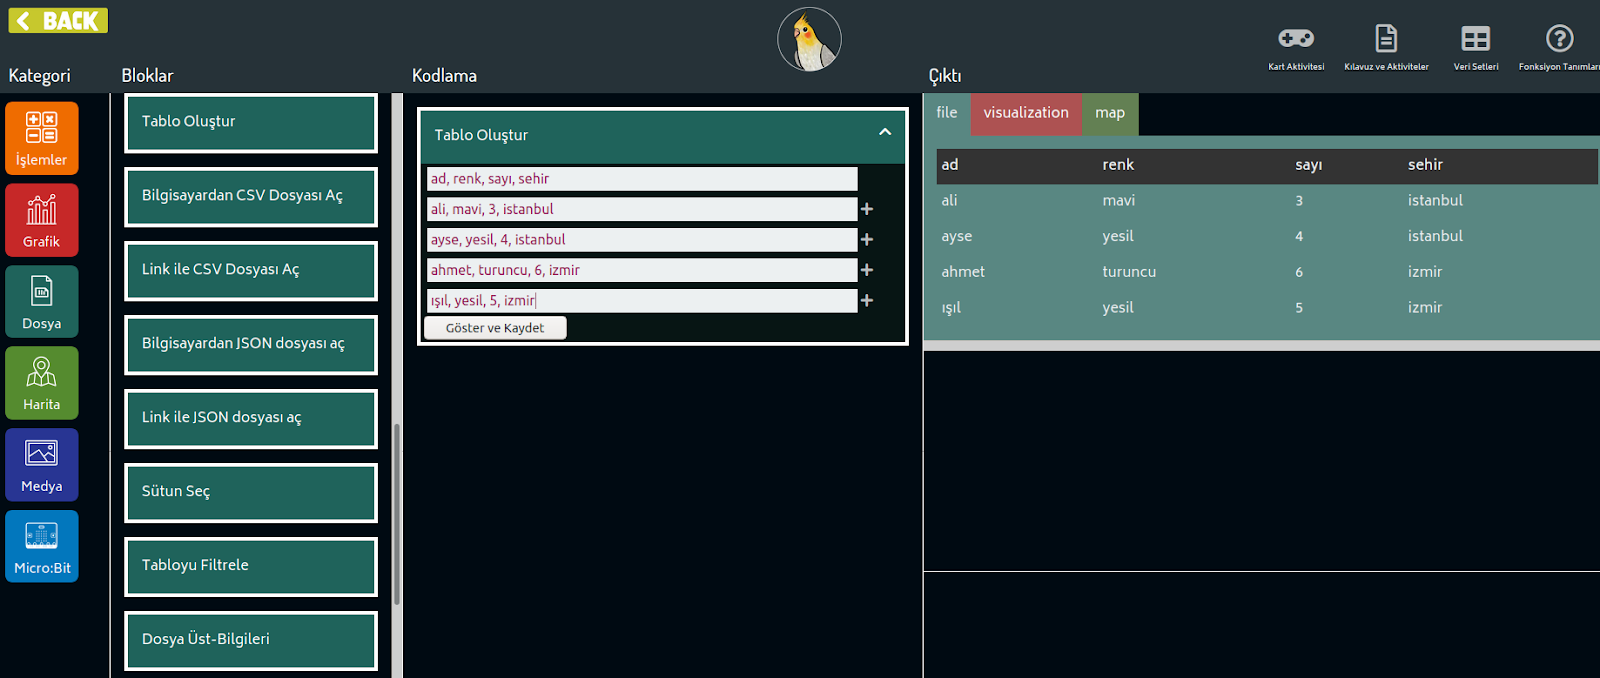 BACK
Kart Aktivitesi
Kılavuz ve Aktiviteler
Veri Setleri
Fonksiyon Tanımları
Kategori
Bloklar
Kodlama
Çıktı
İşlemler
Grafik
Dosya
Harita
Medya
Micro:Bit
Tablo Oluştur
Bilgisayardan CSV Dosyası Aç
Link ile CSV Dosyası Aç
Bilgisayardan JSON dosyası aç
Link ile JSON dosyası aç
Sütun Seç
Tabloyu Filtrele
Dosya Üst-Bilgileri
Tablo Oluştur
ad, renk, sayı, sehir
ali, mavi, 3, istanbul
ayse, yesil, 4, istanbul
ahmet, turuncu, 6, izmir
ışıl, yesil, 5, izmir
Göster ve Kaydet
file visualization map
ad renk sayı sehir
ali mavi 3 istanbul
ayse yesil 4 istanbul
ahmet turuncu 6 izmir
ışıl yesil 5 izmir